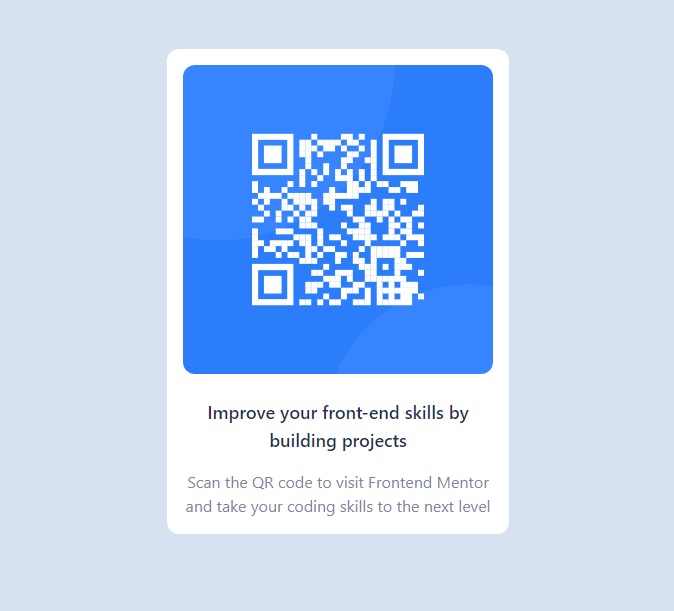 Improve your front-end skills by
building projects
Scan the QR code to visit Frontend Mentor
and take your coding skills to the next level